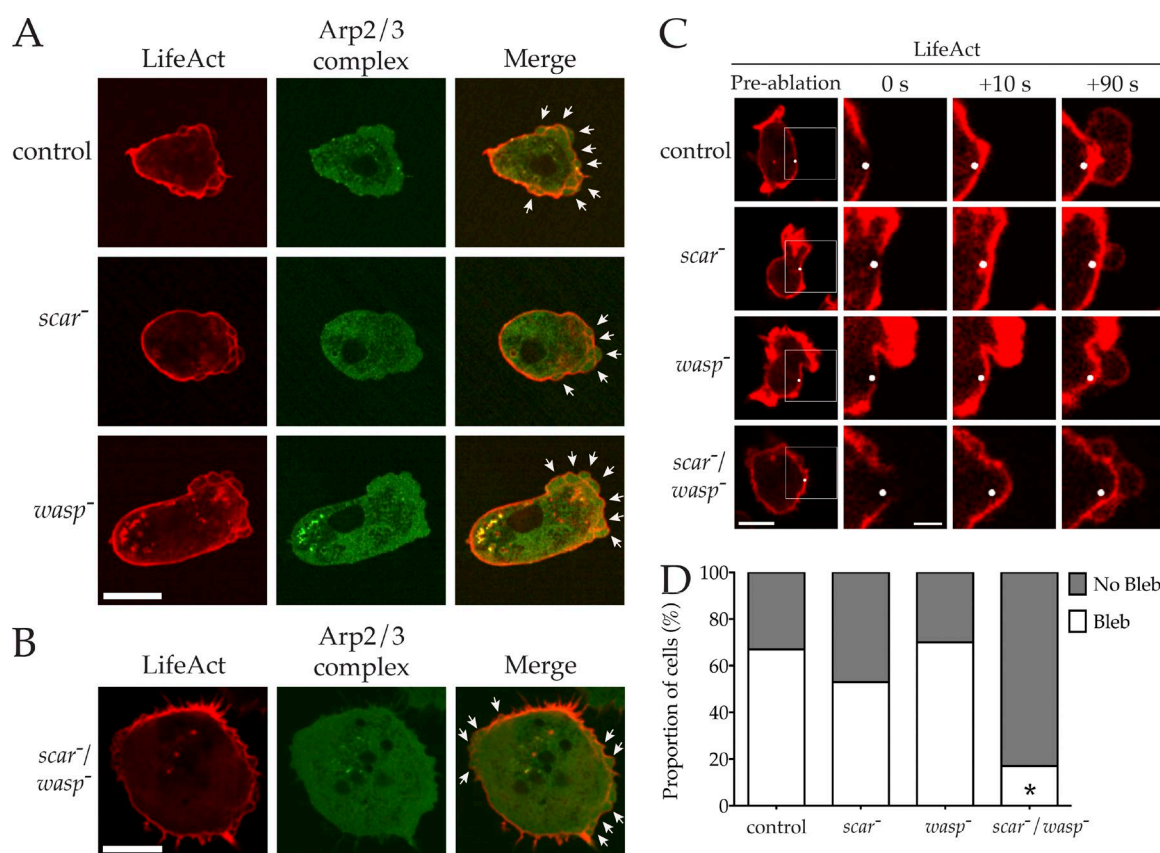 A
LifeAct
Arp2/3
complex
Merge
control
scar⁻
wasp⁻
B
LifeAct
Arp2/3
complex
Merge
scar⁻/
wasp⁻
C
LifeAct
Pre-ablation 0 s +10 s +90 s
control
scar⁻
wasp⁻
scar⁻/
wasp⁻
D
Proportion of cells (%)
100
80
60
40
20
0
*
control scar⁻ wasp⁻ scar⁻/wasp⁻
No Bleb
Bleb